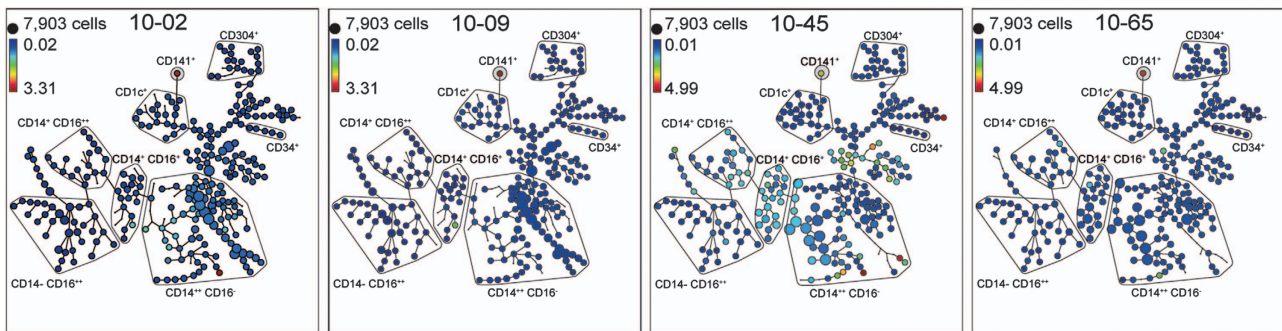 10-02
7,903 cells
0.02
3.31
CD304⁺
CD141⁺
CD1c⁺
CD14⁺ CD16⁺⁺
CD14⁺ CD16⁺
CD34⁺
CD14- CD16⁺⁺
CD14⁺⁺ CD16⁻
10-09
7,903 cells
0.02
3.31
CD304⁺
CD141⁺
CD1c⁺
CD14⁺ CD16⁺⁺
CD14⁺ CD16⁺
CD34⁺
CD14- CD16⁺⁺
CD14⁺⁺ CD16⁻
10-45
7,903 cells
0.01
4.99
CD304⁺
CD141⁺
CD1c⁺
CD14⁺ CD16⁺⁺
CD14⁺ CD16⁺
CD34⁺
CD14- CD16⁺⁺
CD14⁺⁺ CD16⁻
10-65
7,903 cells
0.01
4.99
CD304⁺
CD141⁺
CD1c⁺
CD14⁺ CD16⁺⁺
CD14⁺ CD16⁺
CD34⁺
CD14- CD16⁺⁺
CD14⁺⁺ CD16⁻